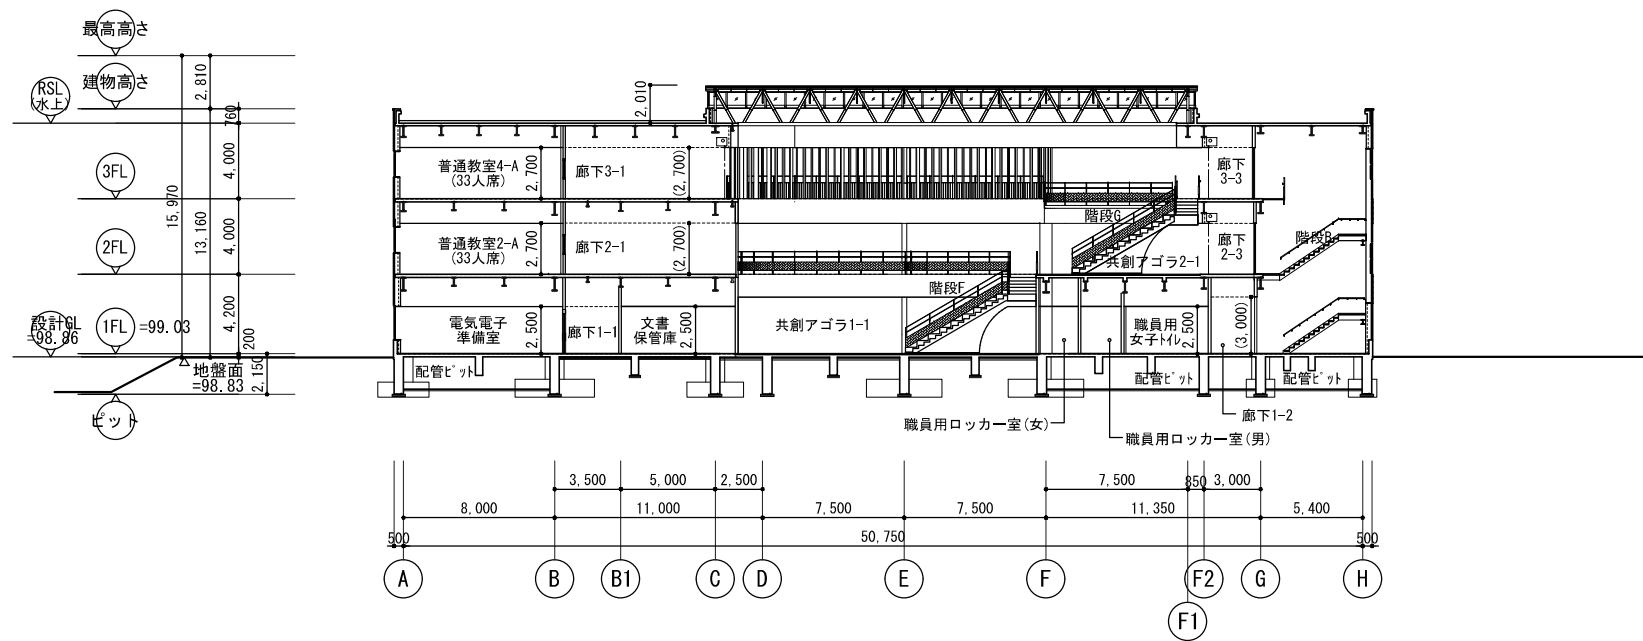 最高高さ
建物高さ
RSL
(水上)
3FL
2FL
1FL
=99.03
設計GL
=98.86
地盤面
=98.83
ピット
2,810
760
4,000
4,000
4,200
200
2,150
15,970
13,160
2,010
普通教室4-A
(33人席)
2,700
廊下3-1
(2,700)
廊下
3-3
普通教室2-A
(33人席)
2,700
廊下2-1
(2,700)
階段G
共創アゴラ2-1
廊下
2-3
階段B
電気電子
準備室
2,500
廊下1-1
文書
保管庫
2,500
共創アゴラ1-1
階段F
職員用
女子トイレ
2,500
(3,000)
配管ピット
配管ピット
配管ピット
職員用ロッカー室(女)
職員用ロッカー室(男)
廊下1-2
3,500
5,000
2,500
7,500
850
3,000
8,000
11,000
7,500
7,500
11,350
5,400
500
50,750
500
A
B
B1
C
D
E
F
F2
G
H
F1